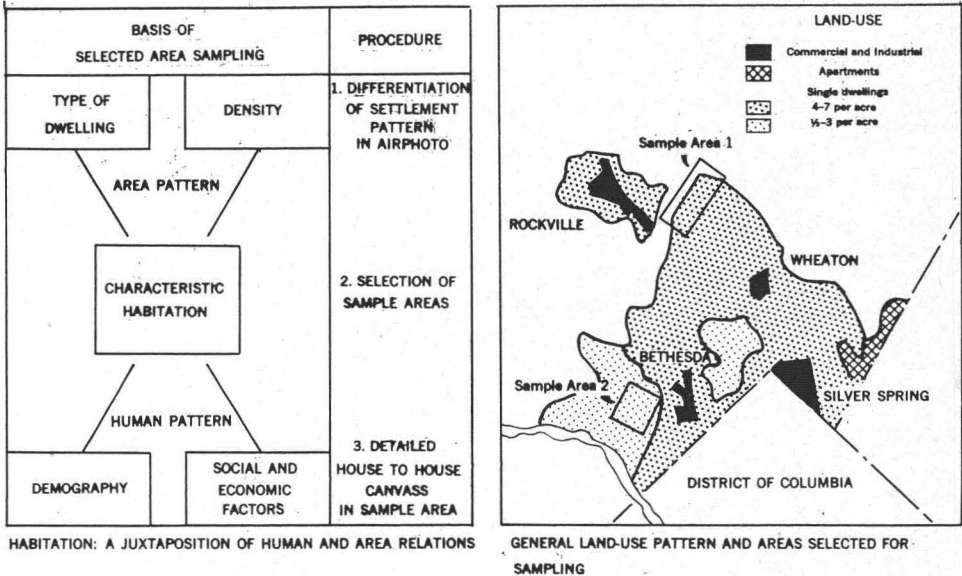 BASIS OF
SELECTED AREA SAMPLING
PROCEDURE
TYPE OF
DWELLING
DENSITY
1. DIFFERENTIATION
OF SETTLEMENT
PATTERN
IN AIRPHOTO
AREA PATTERN
CHARACTERISTIC
HABITATION
2. SELECTION OF
SAMPLE AREAS
HUMAN PATTERN
DEMOGRAPHY
SOCIAL AND
ECONOMIC
FACTORS
3. DETAILED
HOUSE TO HOUSE
CANVASS
IN SAMPLE AREA
HABITATION: A JUXTAPOSITION OF HUMAN AND AREA RELATIONS
LAND-USE
Commercial and Industrial
Apartments
Single dwellings
4-7 per acre
½-3 per acre
Sample Area 1
ROCKVILLE
WHEATON
BETHESDA
Sample Area 2
SILVER SPRING
DISTRICT OF COLUMBIA
GENERAL LAND-USE PATTERN AND AREAS SELECTED FOR
SAMPLING